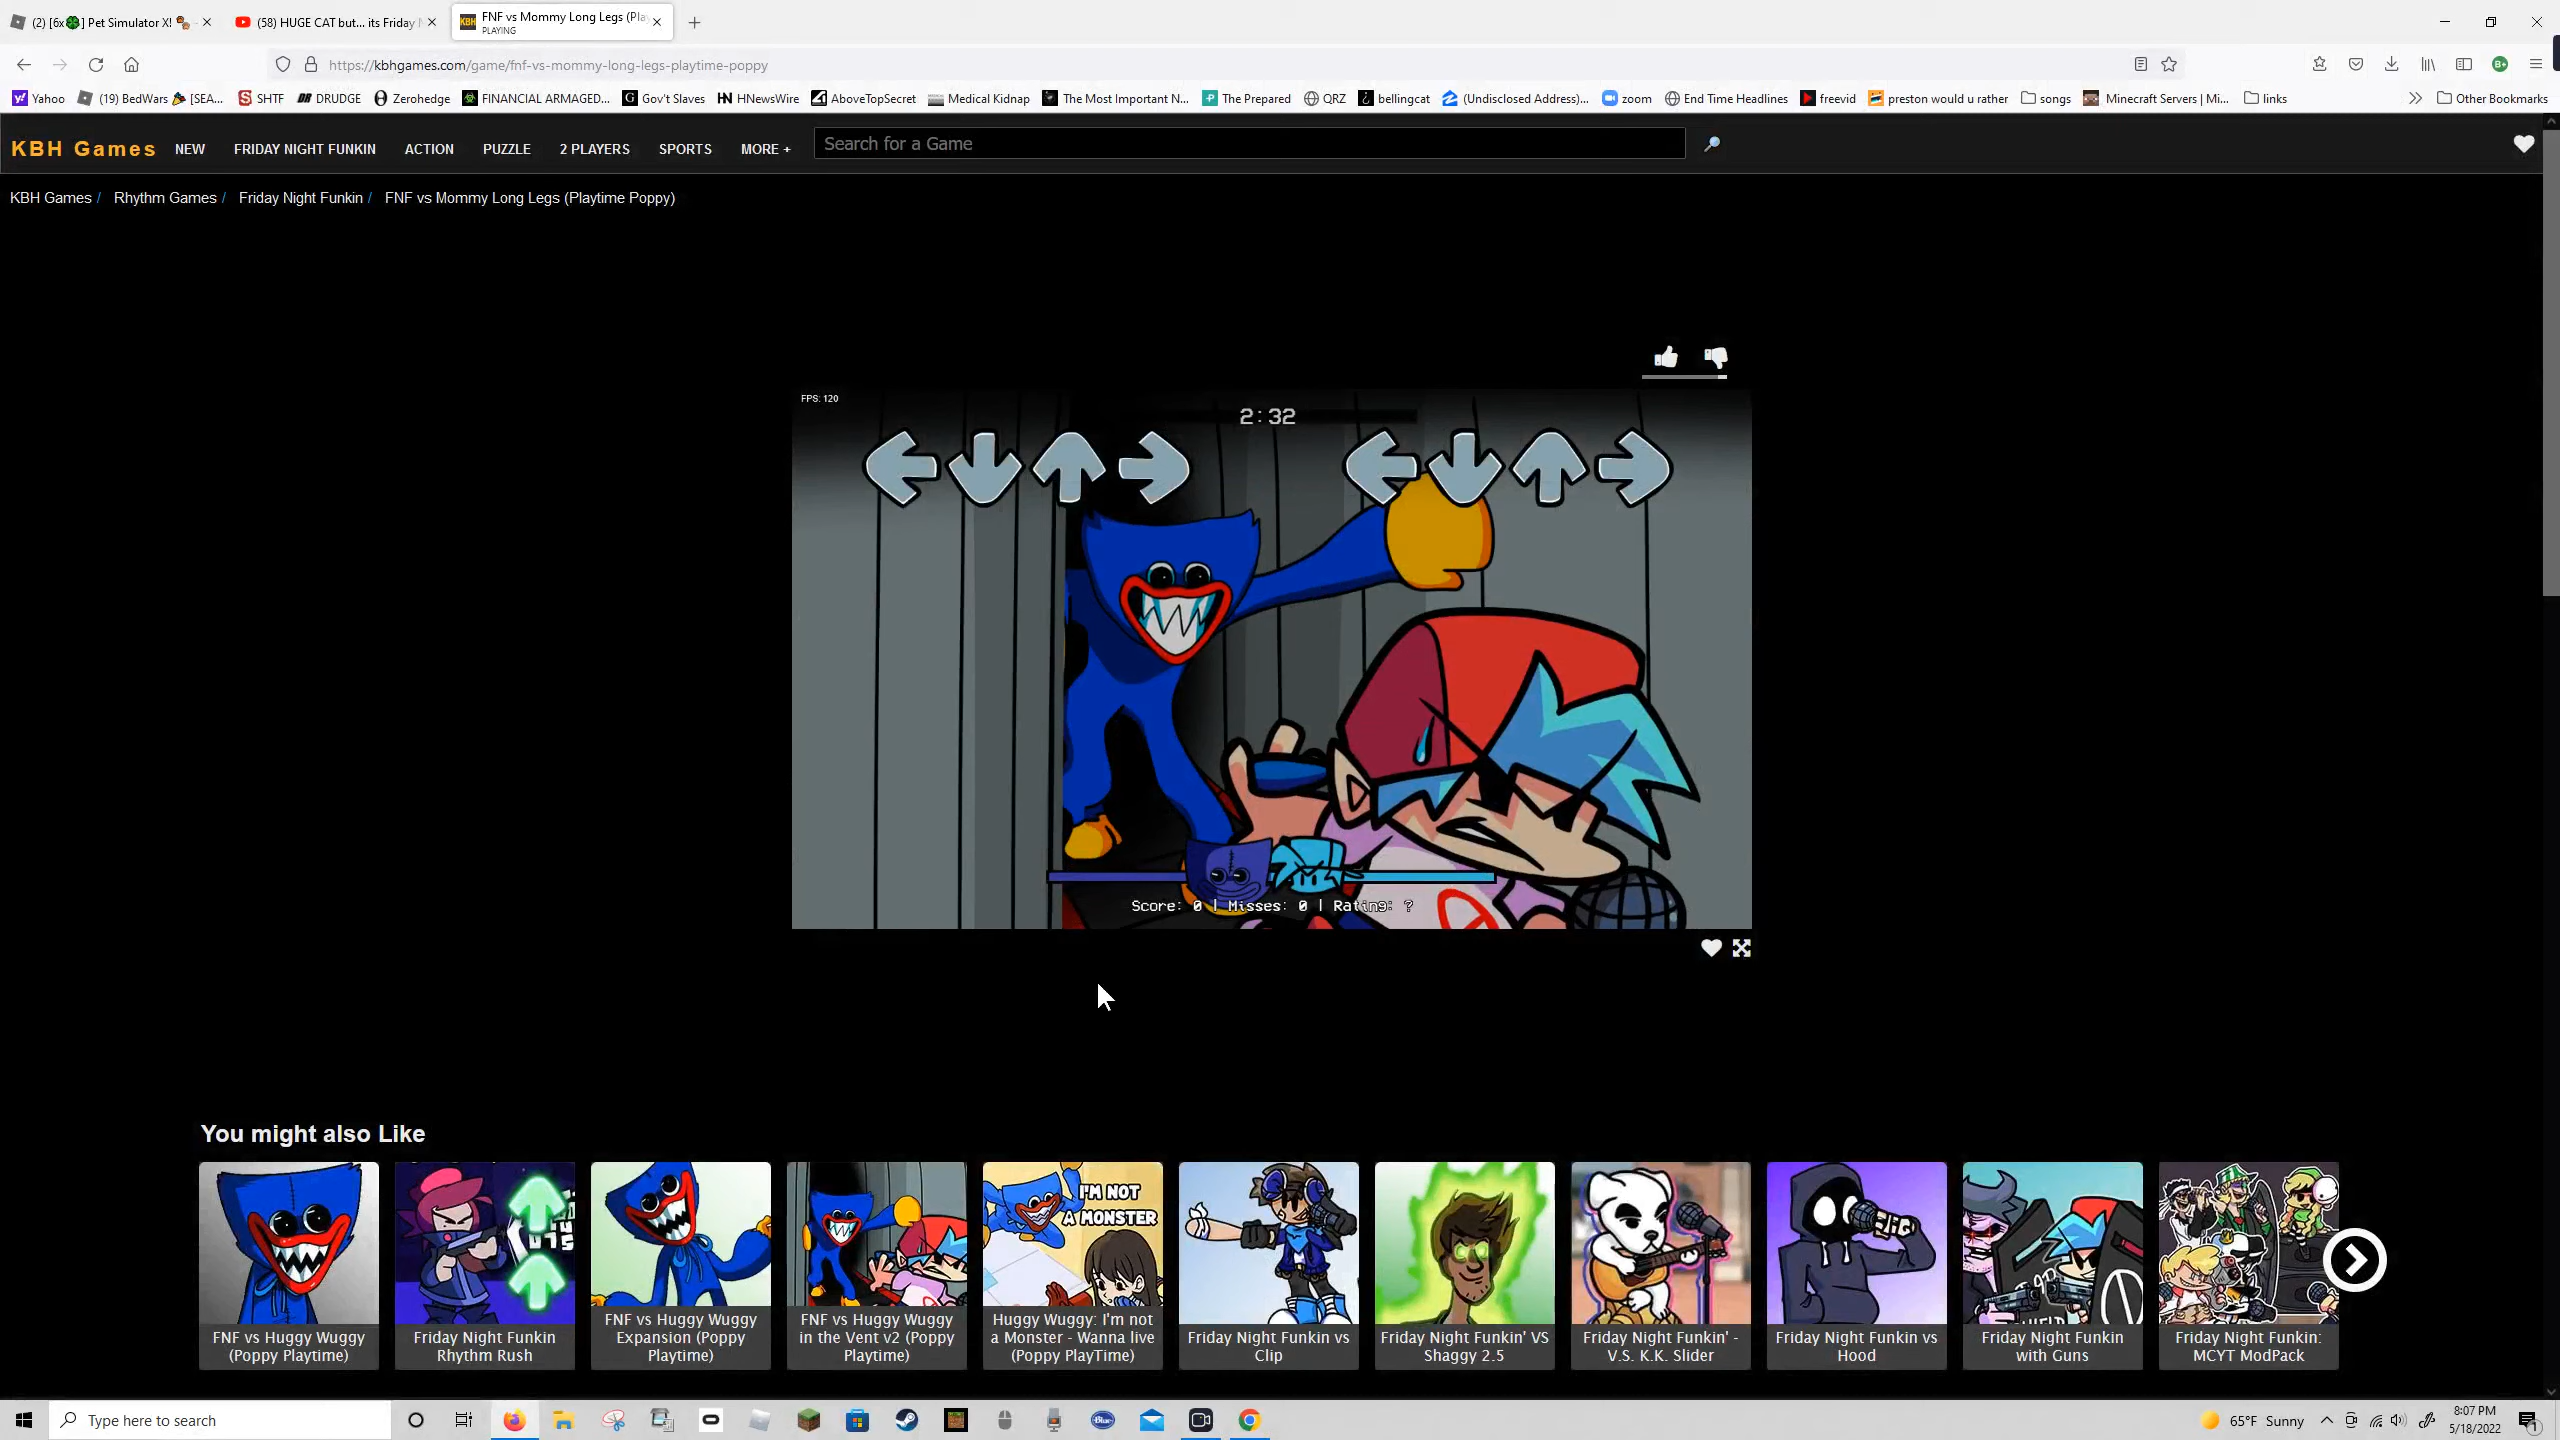 (2) [6x🍀] Pet Simulator X! 🎭 -
(58) HUGE CAT but... its Friday
FNF vs Mommy Long Legs (Pla
PLAYING
https://kbhgames.com/game/fnf-vs-mommy-long-legs-playtime-poppy
Yahoo
(19) BedWars 🎉 [SEA...
SHTF
DRUDGE
Zerohedge
FINANCIAL ARMAGED...
Gov't Slaves
HNewsWire
AboveTopSecret
Medical Kidnap
The Most Important N...
The Prepared
QRZ
bellingcat
(Undisclosed Address)...
zoom
End Time Headlines
freevid
preston would u rather
songs
Minecraft Servers | Mi...
links
Other Bookmarks
KBH Games
NEW
FRIDAY NIGHT FUNKIN
ACTION
PUZZLE
2 PLAYERS
SPORTS
MORE +
Search for a Game
KBH Games / Rhythm Games / Friday Night Funkin / FNF vs Mommy Long Legs (Playtime Poppy)
FPS: 120
2:32
Score: 0 | Misses: 0 | Rating: ?
You might also Like
I'M NOT
A MONSTER
FNF vs Huggy Wuggy
(Poppy Playtime)
Friday Night Funkin
Rhythm Rush
FNF vs Huggy Wuggy
Expansion (Poppy
Playtime)
FNF vs Huggy Wuggy
in the Vent v2 (Poppy
Playtime)
Huggy Wuggy: I'm not
a Monster - Wanna live
(Poppy PlayTime)
Friday Night Funkin vs
Clip
Friday Night Funkin' VS
Shaggy 2.5
Friday Night Funkin' -
V.S. K.K. Slider
Friday Night Funkin vs
Hood
Friday Night Funkin
with Guns
Friday Night Funkin:
MCYT ModPack
Type here to search
65°F Sunny
8:07 PM
5/18/2022